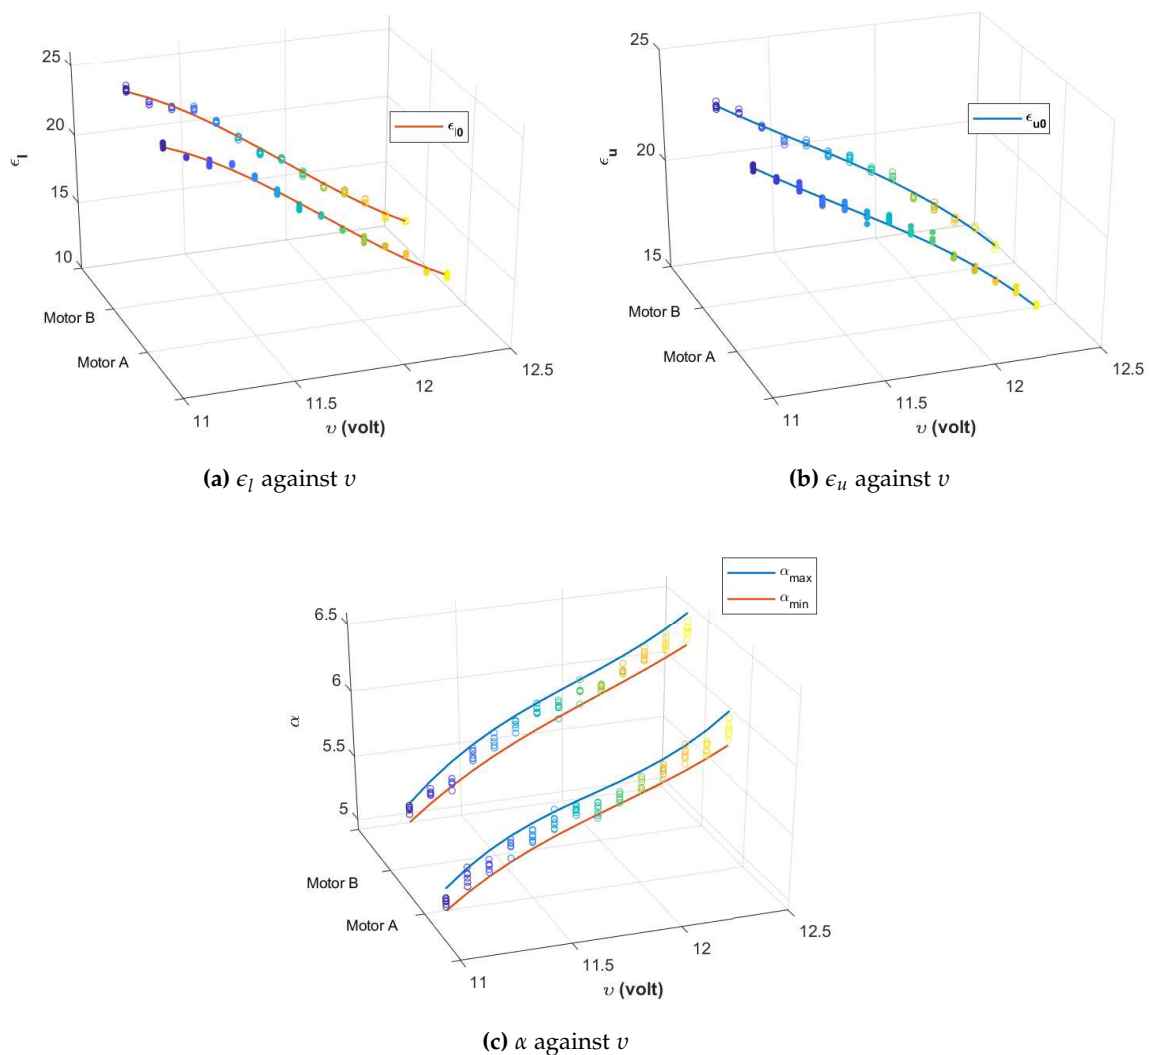 25
20
15
10
ϵl
Motor B
Motor A
11
11.5
12
12.5
υ (volt)
ϵl0
(a) ϵl against υ
25
20
15
ϵu
Motor B
Motor A
11
11.5
12
12.5
υ (volt)
ϵu0
(b) ϵu against υ
6.5
6
5.5
5
α
Motor B
Motor A
11
11.5
12
12.5
υ (volt)
αmax
αmin
(c) α against υ